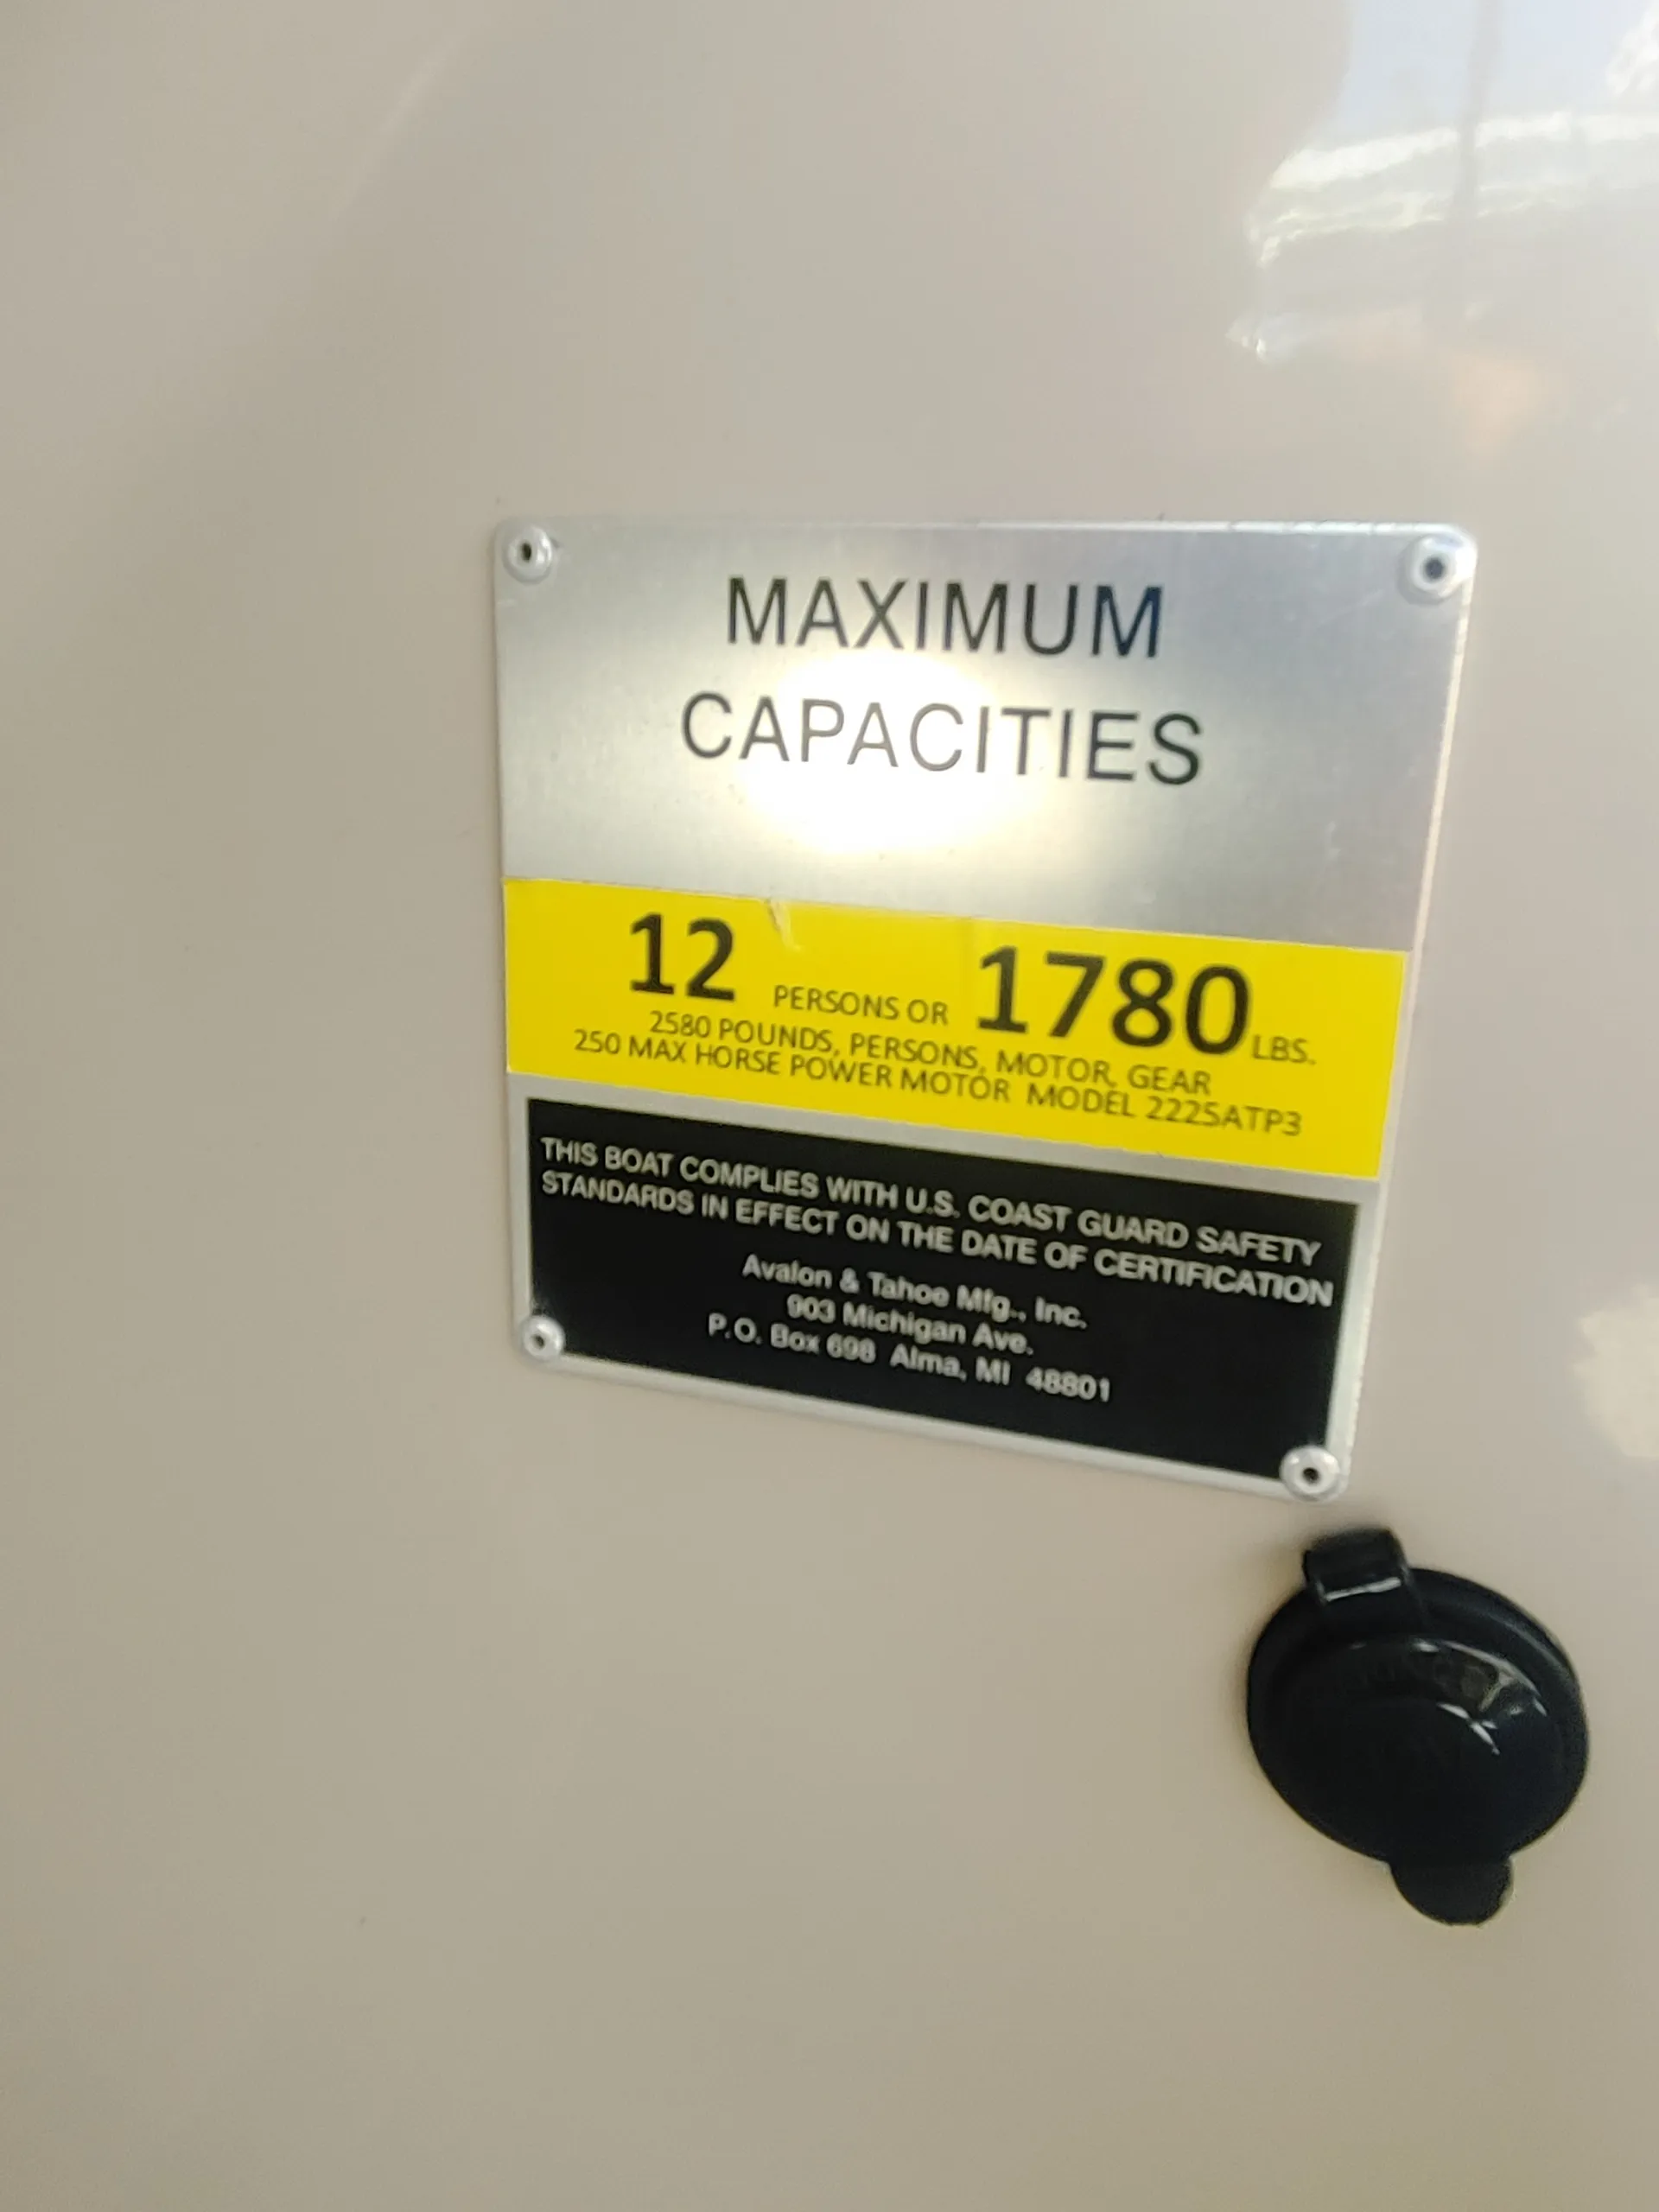 MAXIMUM
CAPACITIES
12 PERSONS OR 1780 LBS.
2580 POUNDS, PERSONS, MOTOR, GEAR
250 MAX HORSE POWER MOTOR MODEL 2225ATP3
THIS BOAT COMPLIES WITH U.S. COAST GUARD SAFETY
STANDARDS IN EFFECT ON THE DATE OF CERTIFICATION
Avalon & Tahoe Mfg., Inc.
903 Michigan Ave.
P.O. Box 698 Alma, MI 48801